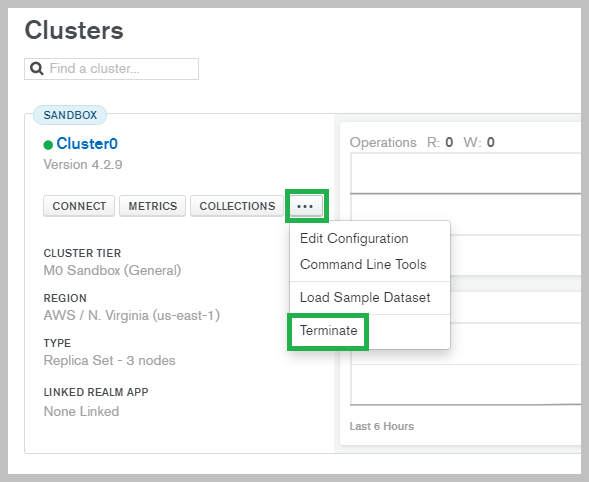 Clusters
Find a cluster...
SANDBOX
Cluster0
Version 4.2.9
CONNECT METRICS COLLECTIONS ...
Edit Configuration
Command Line Tools
Load Sample Dataset
Terminate
CLUSTER TIER
M0 Sandbox (General)
REGION
AWS / N. Virginia (us-east-1)
TYPE
Replica Set - 3 nodes
LINKED REALM APP
None Linked
Operations R: 0 W: 0
Last 6 Hours